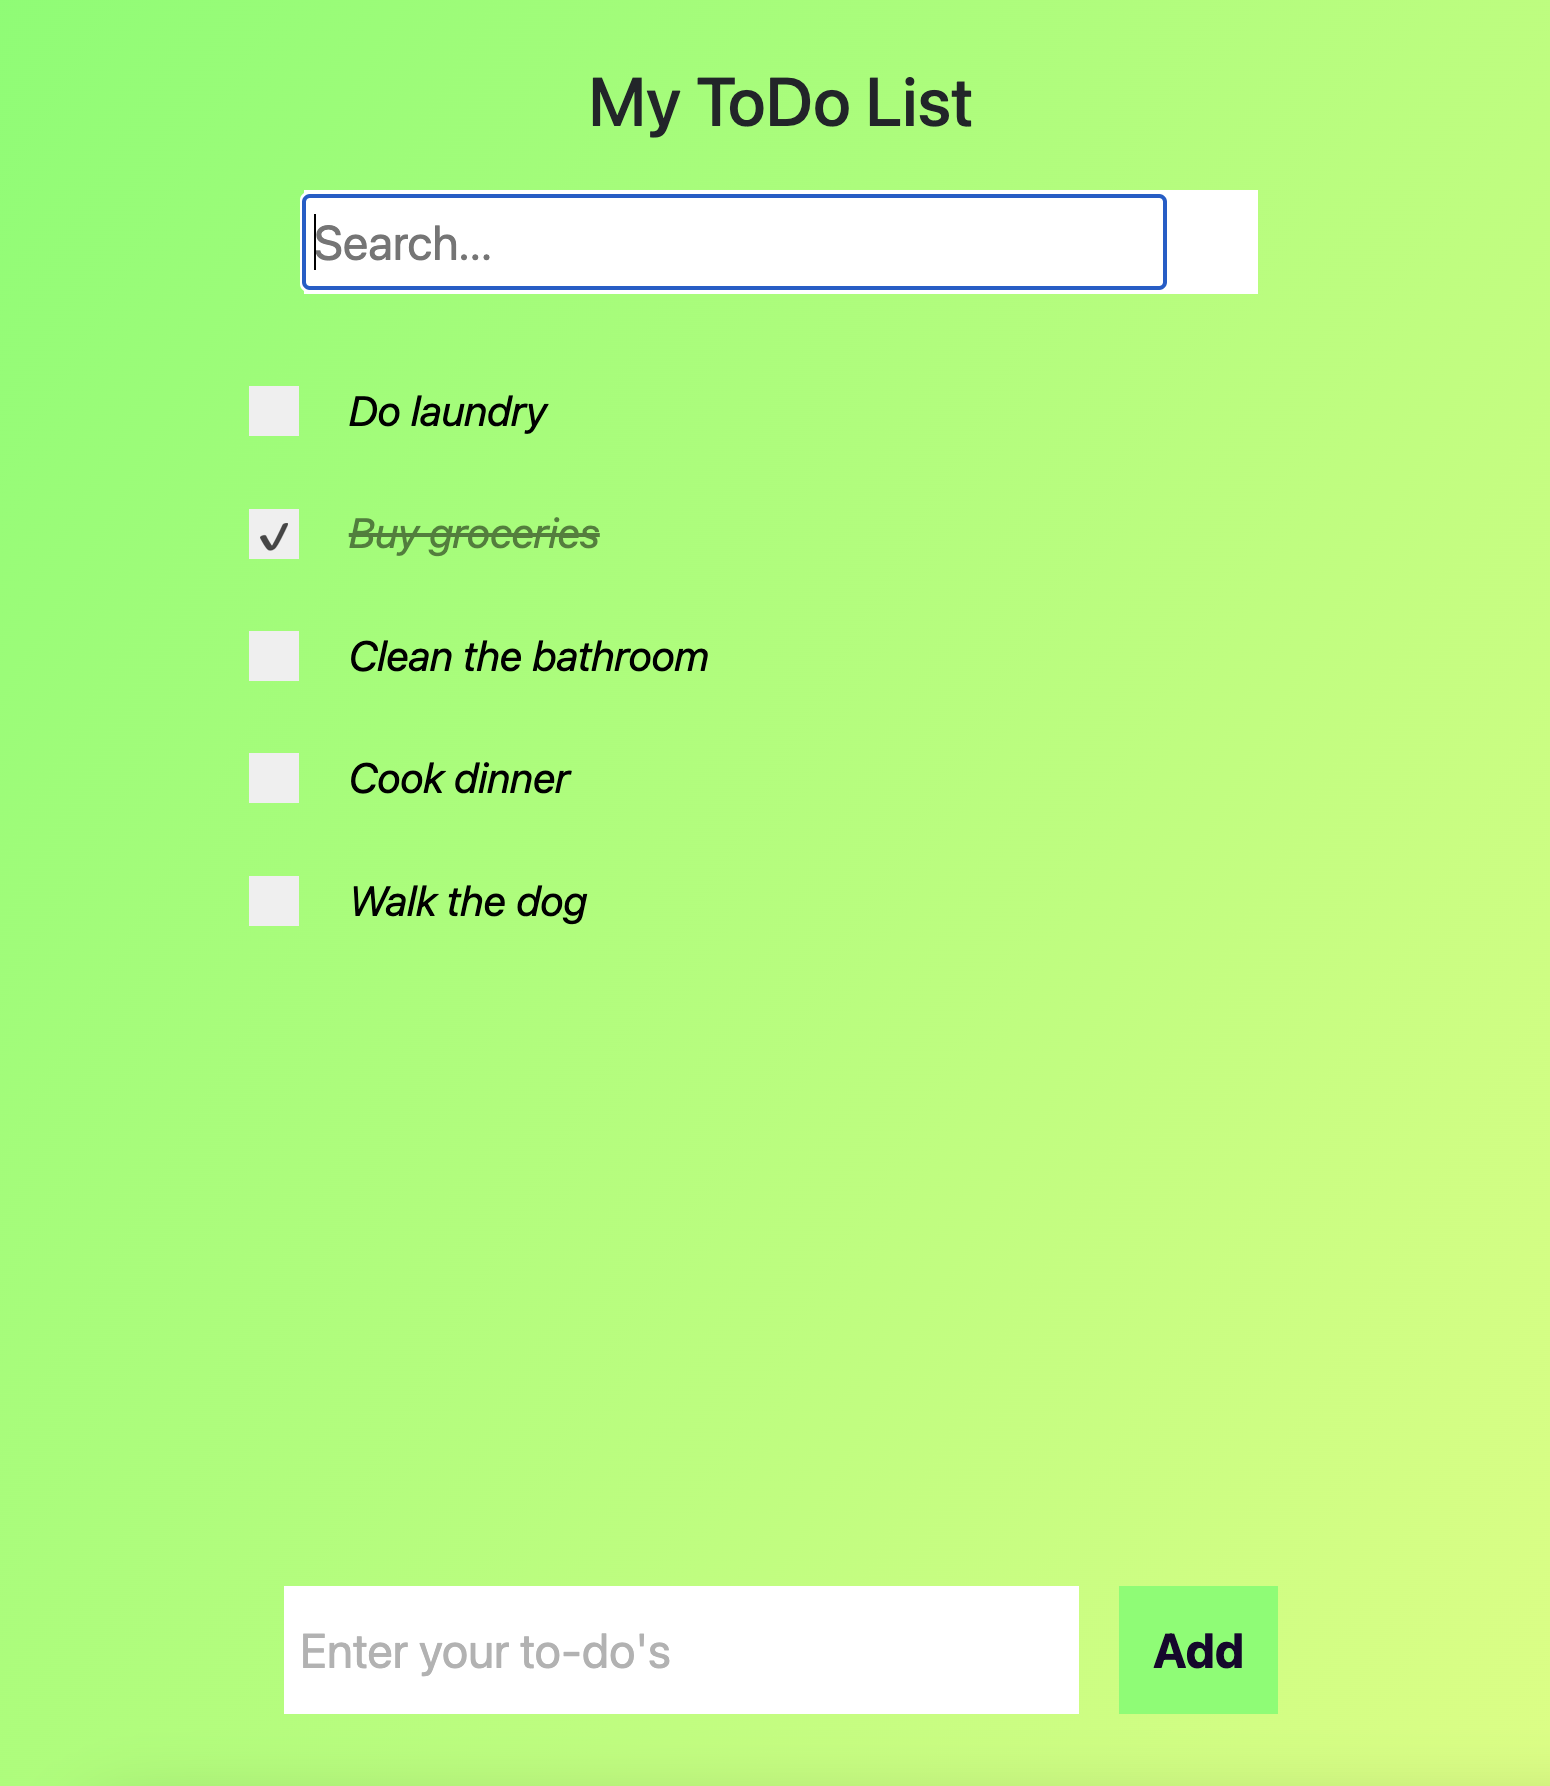 My ToDo List
Search...
Do laundry
Buy groceries
Clean the bathroom
Cook dinner
Walk the dog
Enter your to-do's
Add